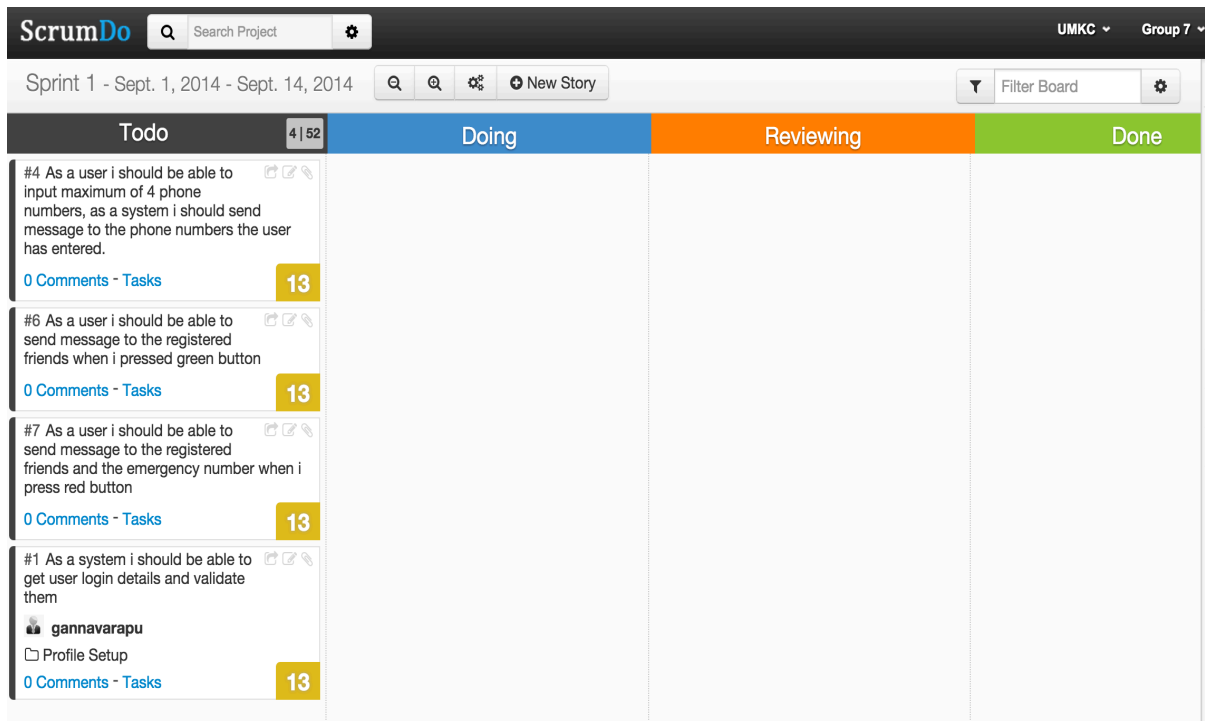 ScrumDo Search Project UMKC Group 7
Sprint 1 - Sept. 1, 2014 - Sept. 14, 2014 New Story Filter Board
Todo 4 | 52 Doing Reviewing Done
#4 As a user i should be able to
input maximum of 4 phone
numbers, as a system i should send
message to the phone numbers the user
has entered.
0 Comments - Tasks 13
#6 As a user i should be able to
send message to the registered
friends when i pressed green button
0 Comments - Tasks 13
#7 As a user i should be able to
send message to the registered
friends and the emergency number when i
press red button
0 Comments - Tasks 13
#1 As a system i should be able to
get user login details and validate
them
gannavarapu
Profile Setup
0 Comments - Tasks 13